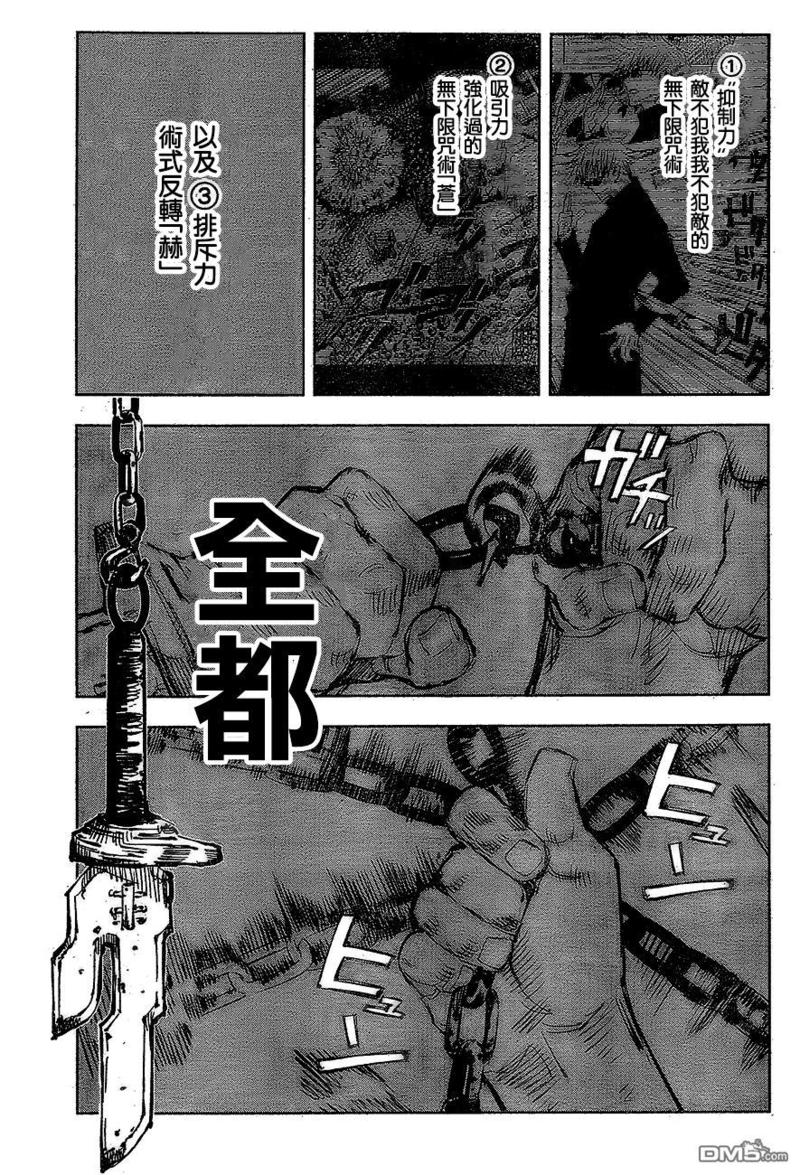 ①
“抑制力”
敵不犯我我不犯敵的
無下限咒術
②吸引力
強化過的
無下限咒術「蒼」
以及③排斥力
術式反轉「赫」
ガチッ
全都
ヒュー
ヒュー
DM5.com